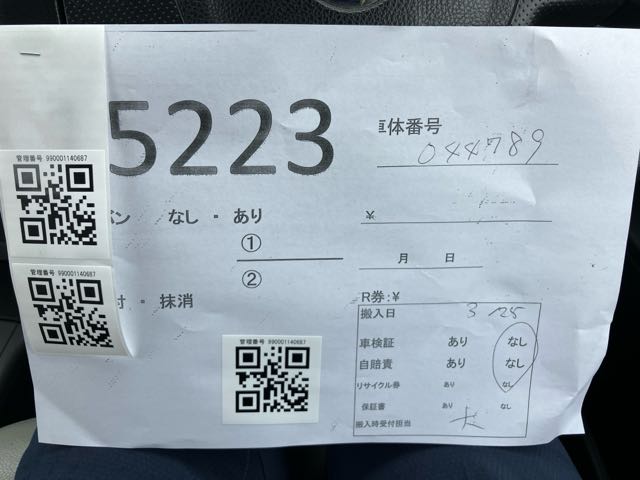 5223
車体番号
044789
管理番号 990001140687
なし ・ あり
¥
①
②
月 日
管理番号 990001140687
・ 抹消
R券:¥
搬入日 3 125
車検証 あり なし
自賠責 あり なし
リサイクル券 あり なし
保証書 あり なし
搬入時受付担当
管理番号 990001140687